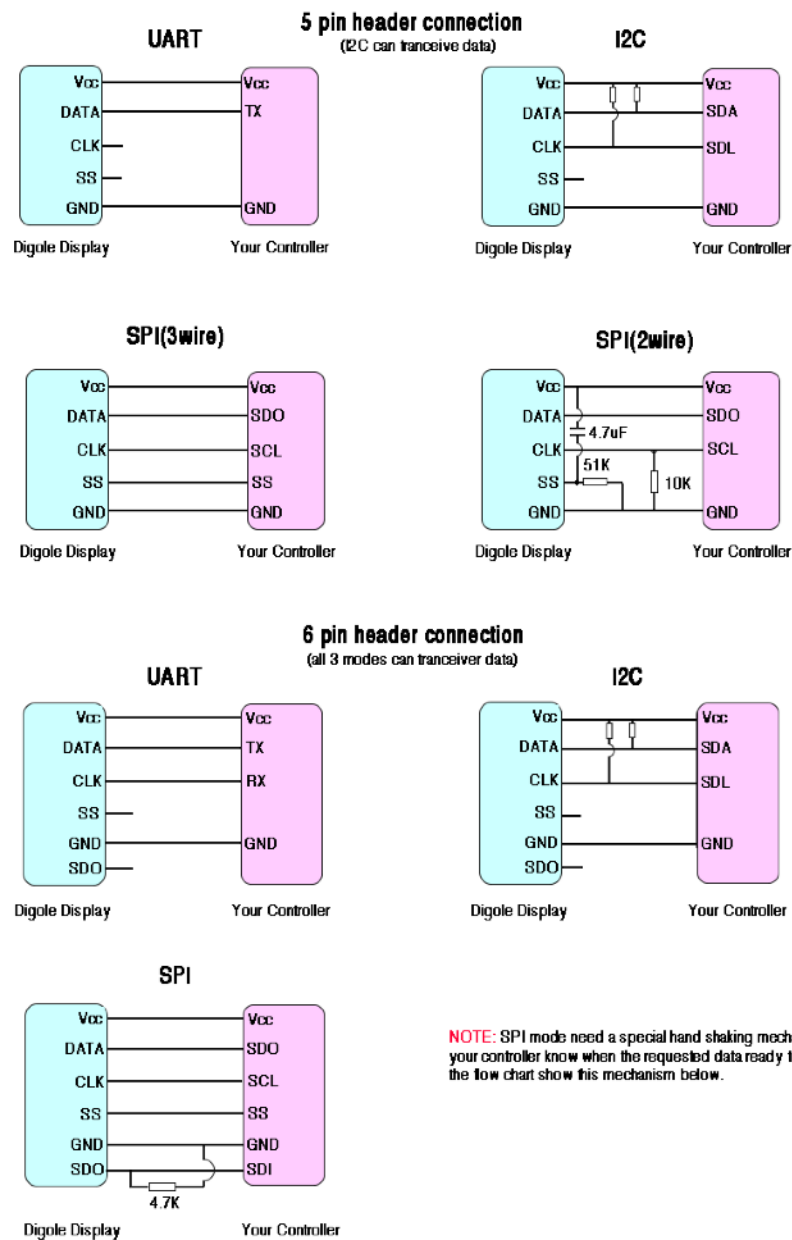 5 pin header connection
(I2C can tranceive data)
UART
Vcc Vcc
DATA TX
CLK
SS
GND GND
Digole Display Your Controller
I2C
Vcc Vcc
DATA SDA
CLK SDL
SS
GND GND
Digole Display Your Controller
SPI(3wire)
Vcc Vcc
DATA SDO
CLK SCL
SS SS
GND GND
Digole Display Your Controller
SPI(2wire)
Vcc Vcc
DATA SDO
4.7uF
CLK SCL
51K
SS 10K
GND GND
Digole Display Your Controller
6 pin header connection
(all 3 modes can tranceiver data)
UART
Vcc Vcc
DATA TX
CLK RX
SS
GND GND
SDO
Digole Display Your Controller
I2C
Vcc Vcc
DATA SDA
CLK SDL
SS
GND GND
SDO
Digole Display Your Controller
SPI
Vcc Vcc
DATA SDO
CLK SCL
SS SS
GND GND
SDO SDI
4.7K
Digole Display Your Controller
NOTE: SPI mode need a special hand shaking mech
your controller know when the requested data ready t
the flow chart show this mechanism below.